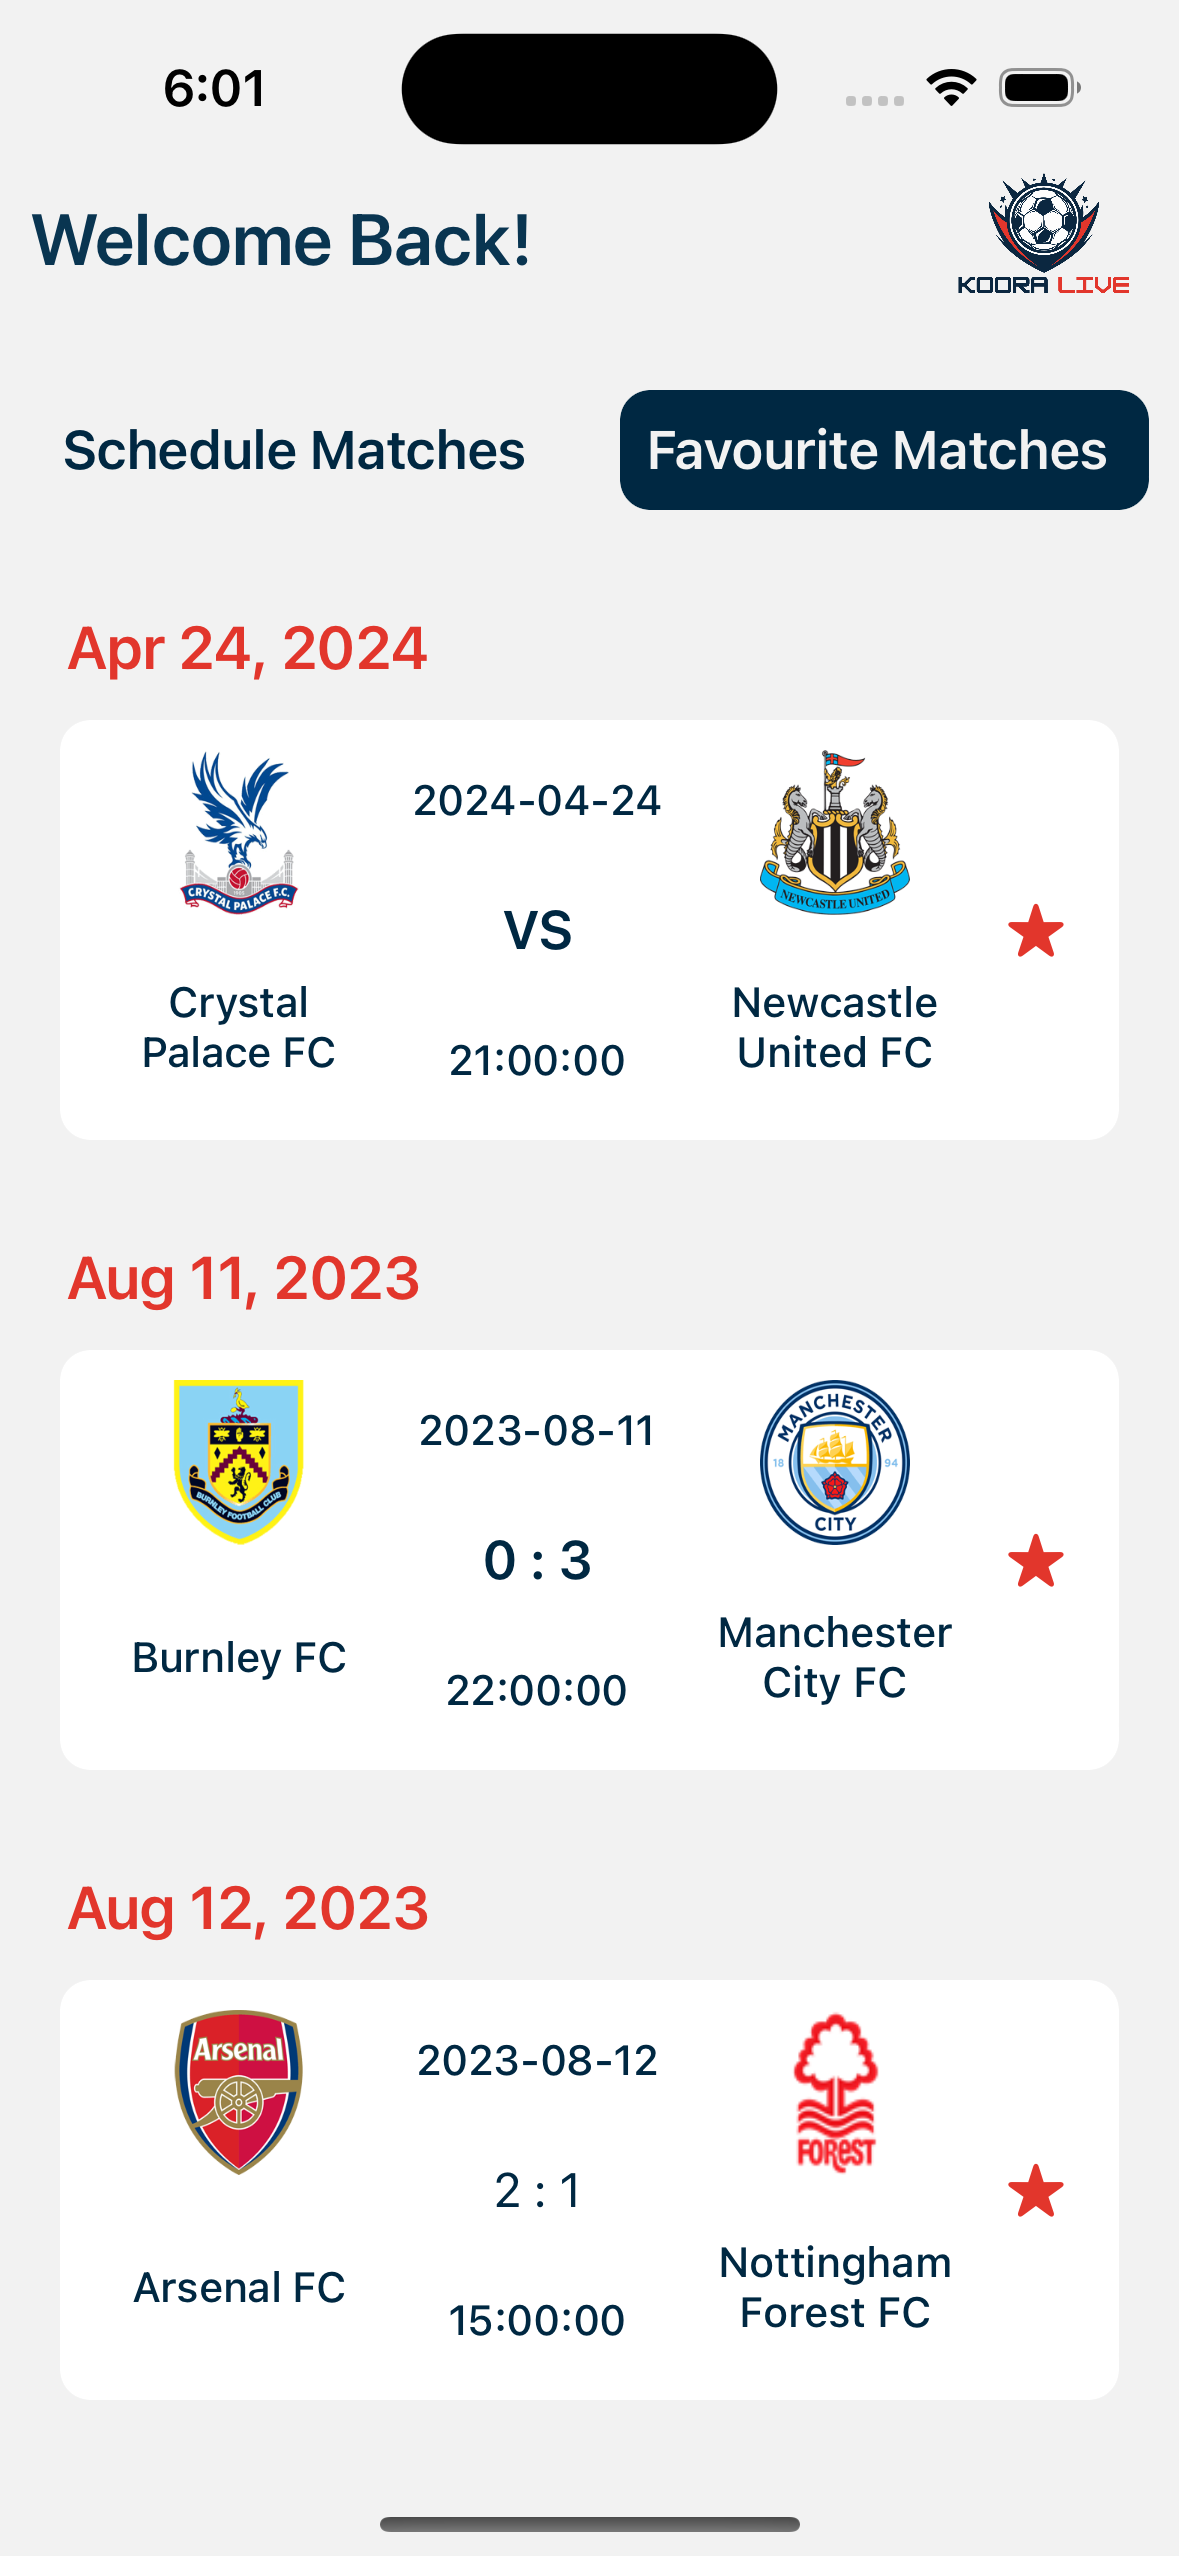 6:01
Welcome Back!
KOORA LIVE
Schedule Matches
Favourite Matches
Apr 24, 2024
CRYSTAL PALACE F.C.
2024-04-24
NEWCASTLE UNITED
VS
Crystal
Palace FC
Newcastle
United FC
21:00:00
Aug 11, 2023
BURNLEY FOOTBALL CLUB
2023-08-11
MANCHESTER
18 94
CITY
0 : 3
Burnley FC
Manchester
City FC
22:00:00
Aug 12, 2023
Arsenal
2023-08-12
FOREST
2 : 1
Arsenal FC
Nottingham
Forest FC
15:00:00